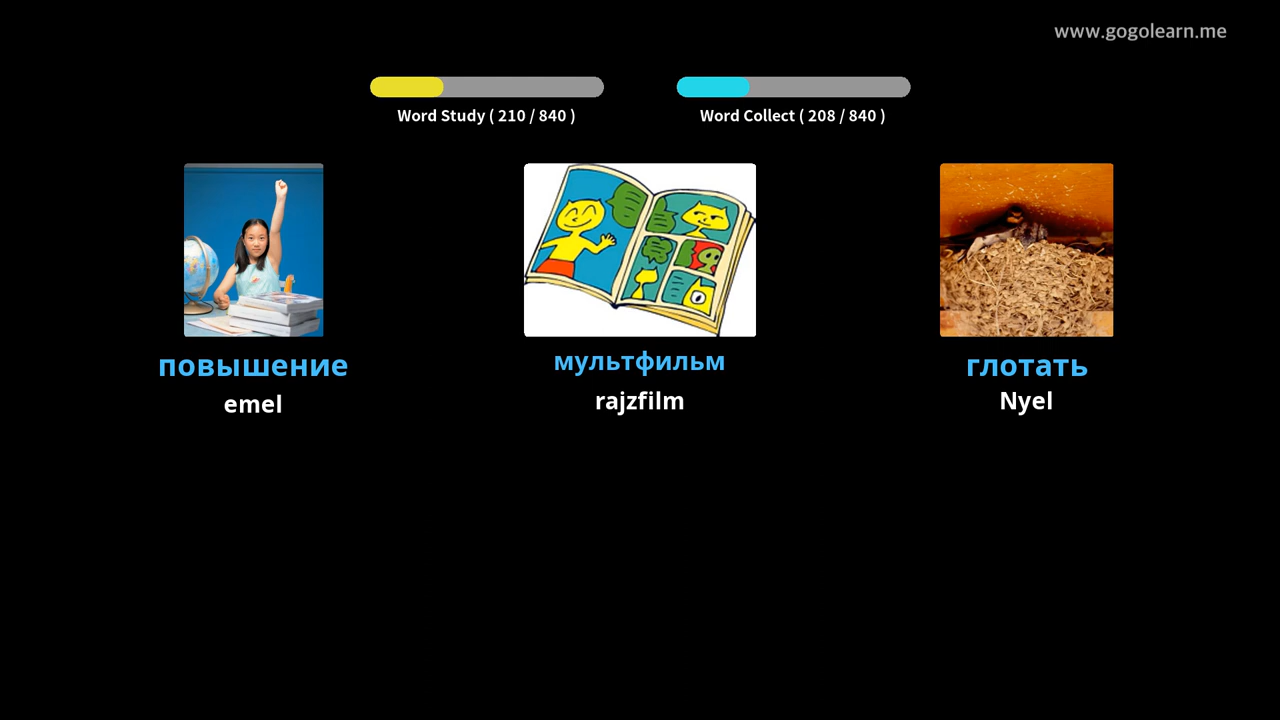 www.gogolearn.me
Word Study ( 210 / 840 )
Word Collect ( 208 / 840 )
повышение
мультфильм
глотать
emel
rajzfilm
Nyel